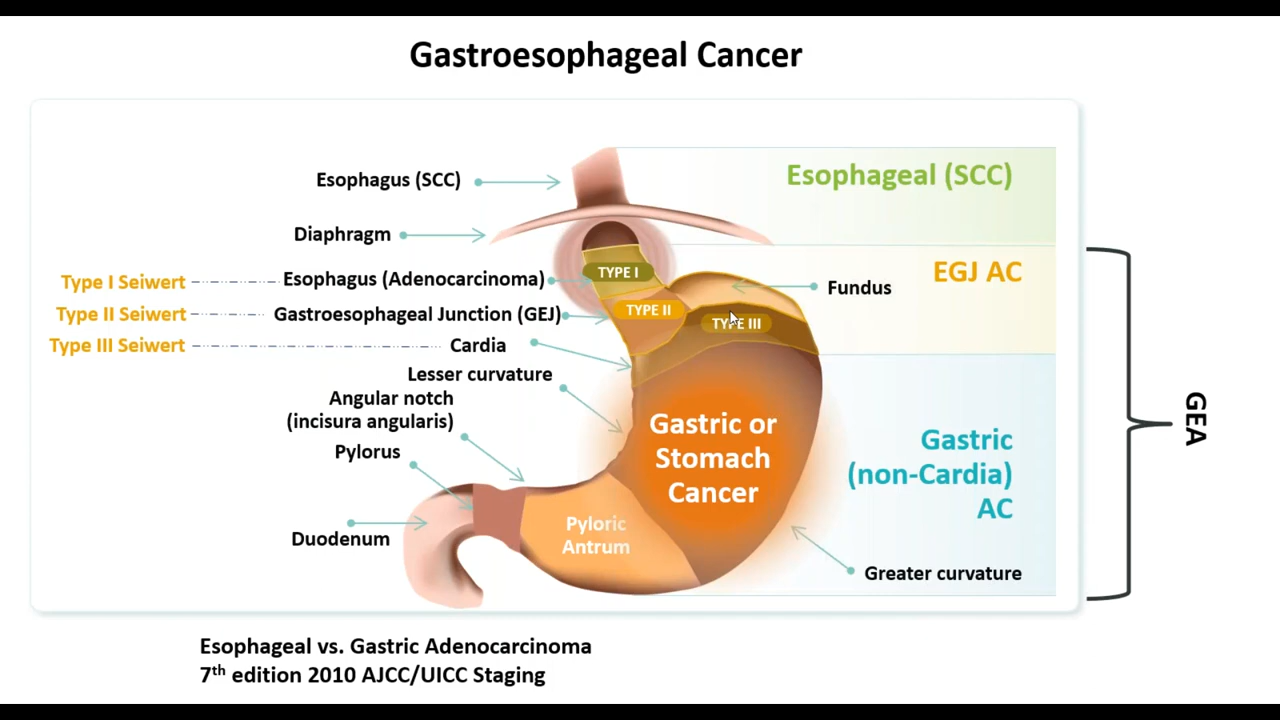 Gastroesophageal Cancer
Esophagus (SCC)
Esophageal (SCC)
Diaphragm
Type I Seiwert
Esophagus (Adenocarcinoma)
TYPE I
EGJ AC
Fundus
Type II Seiwert
Gastroesophageal Junction (GEJ)
TYPE II
TYPE III
Type III Seiwert
Cardia
Lesser curvature
Angular notch
(incisura angularis)
Pylorus
Gastric or
Stomach
Cancer
Gastric
(non-Cardia)
AC
GEA
Duodenum
Pyloric
Antrum
Greater curvature
Esophageal vs. Gastric Adenocarcinoma
7th edition 2010 AJCC/UICC Staging